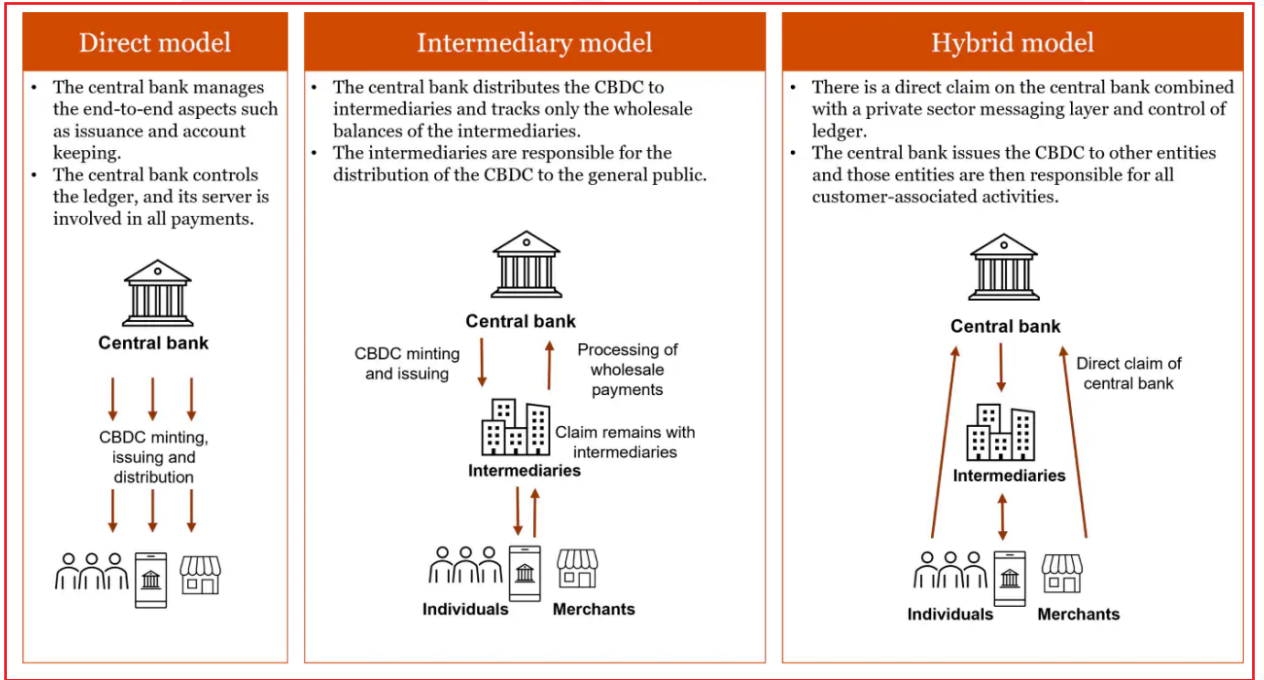 Direct model
• The central bank manages
the end-to-end aspects such
as issuance and account
keeping.
• The central bank controls
the ledger, and its server is
involved in all payments.
Central bank
CBDC minting,
issuing and
distribution
Intermediary model
• The central bank distributes the CBDC to
intermediaries and tracks only the wholesale
balances of the intermediaries.
• The intermediaries are responsible for the
distribution of the CBDC to the general public.
Central bank
CBDC minting
and issuing
Processing of
wholesale
payments
Claim remains with
intermediaries
Intermediaries
Individuals
Merchants
Hybrid model
• There is a direct claim on the central bank combined
with a private sector messaging layer and control of
ledger.
• The central bank issues the CBDC to other entities
and those entities are then responsible for all
customer-associated activities.
Central bank
Direct claim of
central bank
Intermediaries
Individuals
Merchants